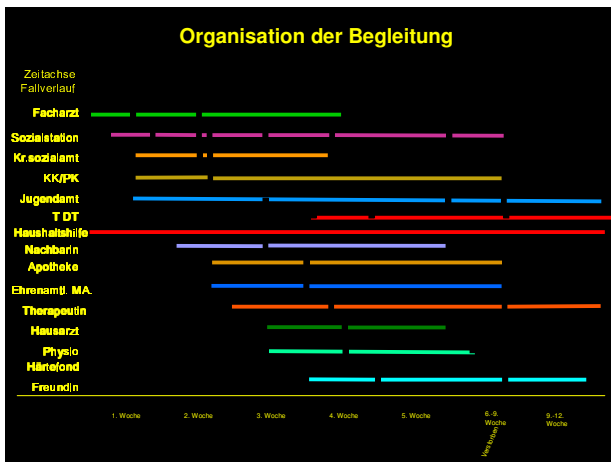 Organisation der Begleitung
Zeitachse
Fallverlauf
Facharzt
Sozialstation
Kr.sozialamt
KK/PK
Jugendamt
T DT
Haushaltshilfe
Nachbarin
Apotheke
Ehrenamtl. MA.
Therapeutin
Hausarzt
Physio
Härtefond
Freundin
1. Woche
2. Woche
3. Woche
4. Woche
5. Woche
6.-9.
Woche
9.-12.
Woche
Verstorben